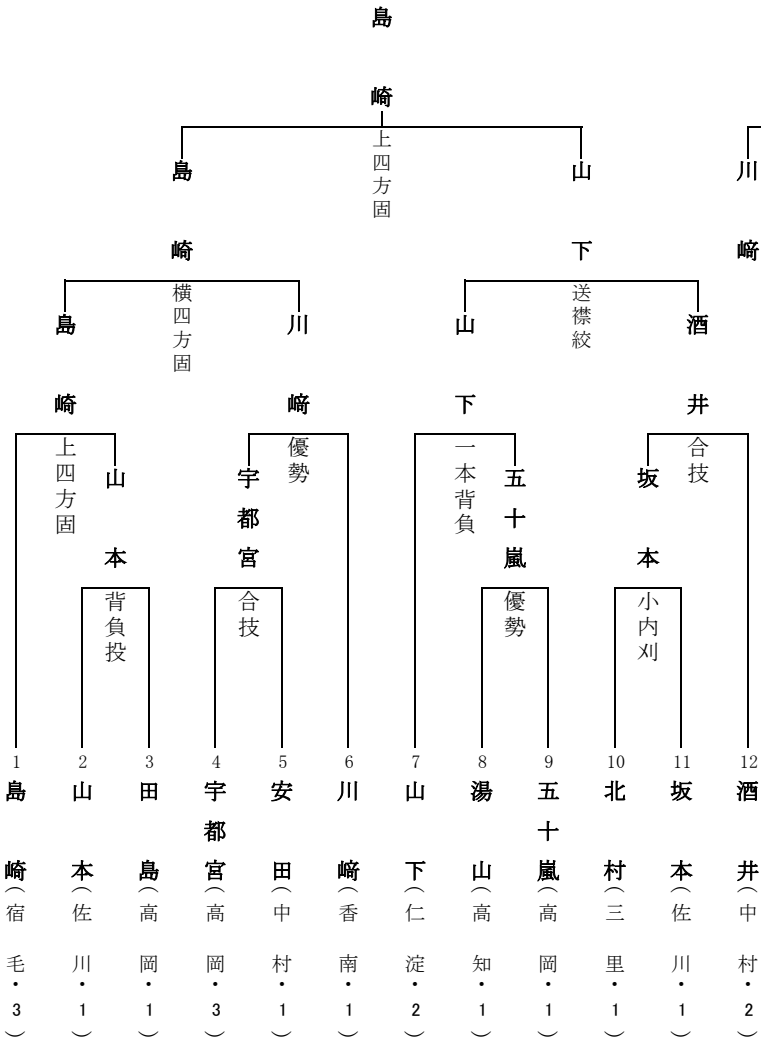 島崎
上四方固
島崎
山下
川﨑
横四方固
送襟絞
島崎
川﨑
山下
酒井
上四方固
優勢
一本背負
合技
山本
宇都宮
五十嵐
坂本
背負投
合技
優勢
小内刈
1 島崎（宿毛・3）
2 山本（佐川・1）
3 田島（高岡・1）
4 宇都宮（高岡・3）
5 安田（中村・1）
6 川﨑（香南・1）
7 山下（仁淀・2）
8 湯山（高知・1）
9 五十嵐（高岡・1）
10 北村（三里・1）
11 坂本（佐川・1）
12 酒井（中村・2）